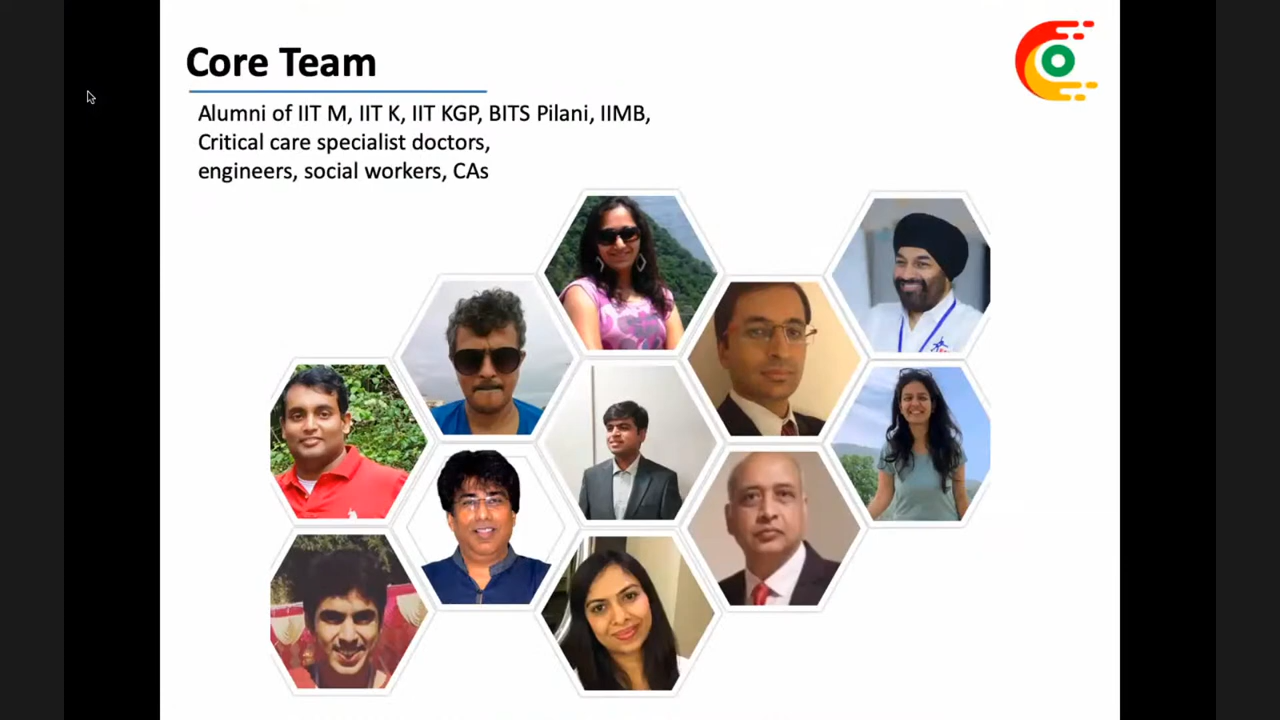 Core Team
Alumni of IIT M, IIT K, IIT KGP, BITS Pilani, IIMB,
Critical care specialist doctors,
engineers, social workers, CAs